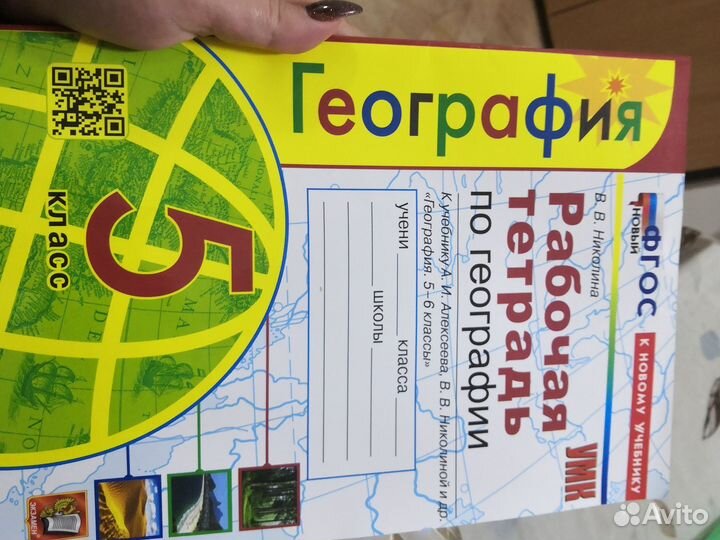 География
ФГОС
НОВЫЙ
К НОВОМУ УЧЕБНИКУ
В. В. Николина
УМК
Рабочая
тетрадь
по географии
К учебнику А. И. Алексеева, В. В. Николиной и др.
«География. 5–6 классы»
учени
класса
школы
5
класс
ЭКЗАМЕН
Avito